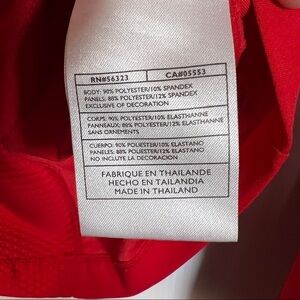 RN#56323 CA#05553
BODY: 90% POLYESTER/10% SPANDEX
PANELS: 88% POLYESTER/12% SPANDEX
EXCLUSIVE OF DECORATION
CORPS: 90% POLYESTER/10% ELASTHANNE
PANNEAUX: 88% POLYESTER/12% ELASTHANNE
SANS ORNEMENTS
CUERPO: 90% POLYESTER/10% ELASTANO
PANELES: 88% POLIESTER/12% ELASTANO
NO INCLUYE LA DECORACION
FABRIQUE EN THAILANDE
HECHO EN TAILANDIA
MADE IN THAILAND